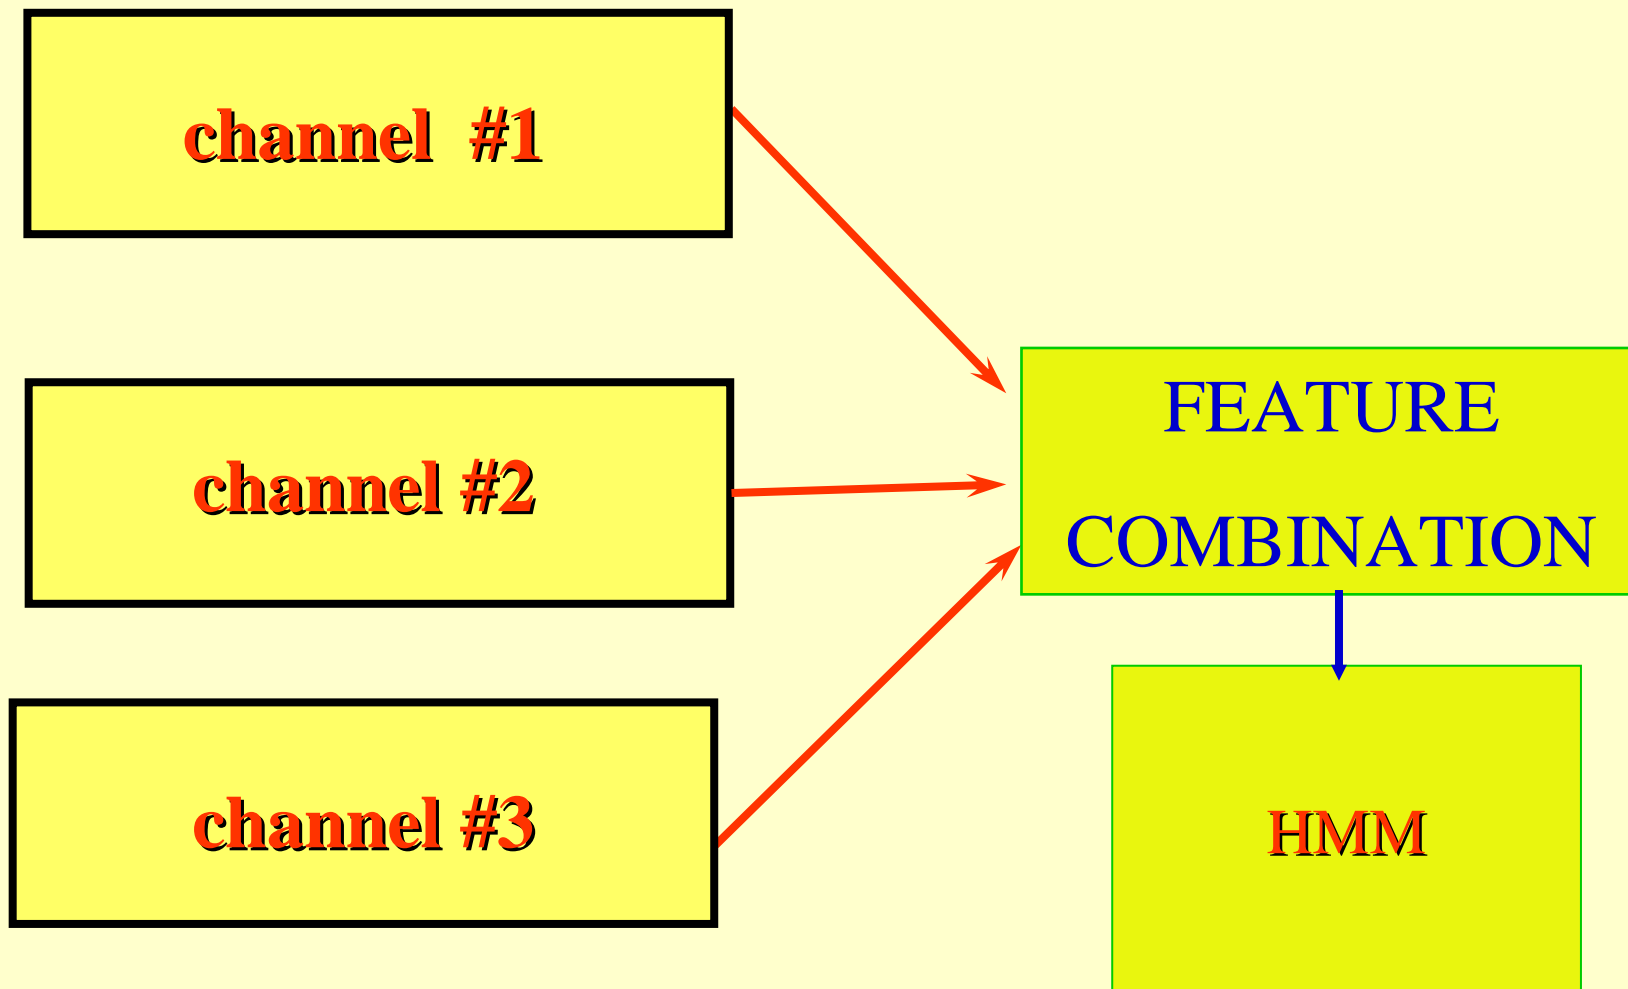 channel #1
channel #2
channel #3
FEATURE
COMBINATION
HMM